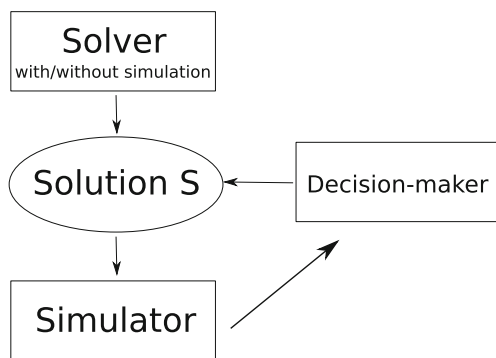 Solver
with/without simulation
Solution S
Decision-maker
Simulator